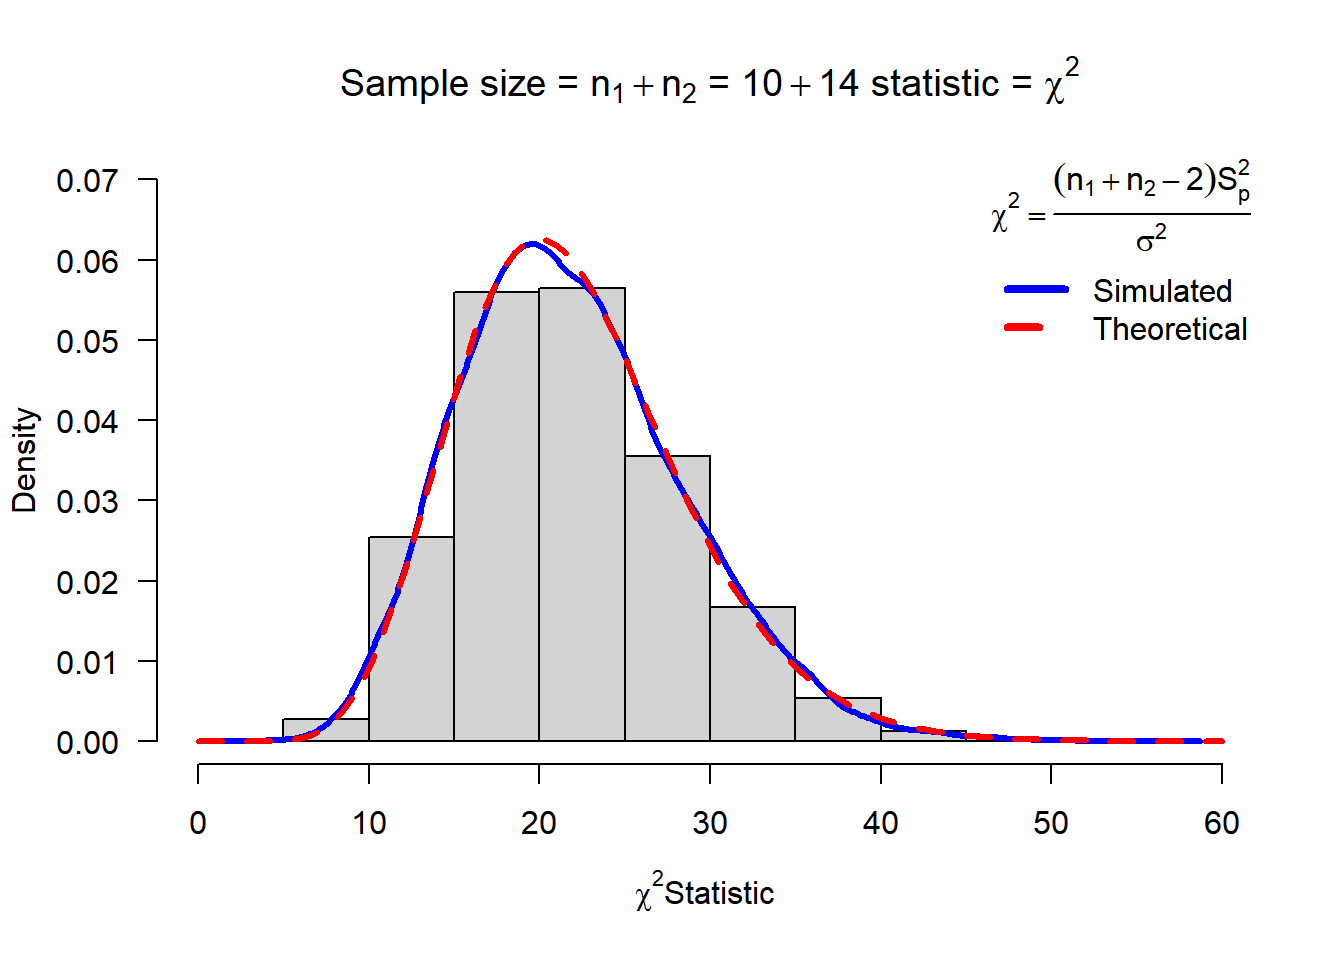 Sample size = n₁ + n₂ = 10 + 14 statistic = χ²
χ² = (n₁ + n₂ − 2)Sₚ² / σ²
Simulated
Theoretical
Density
0.07
0.06
0.05
0.04
0.03
0.02
0.01
0.00
0 10 20 30 40 50 60
χ²Statistic